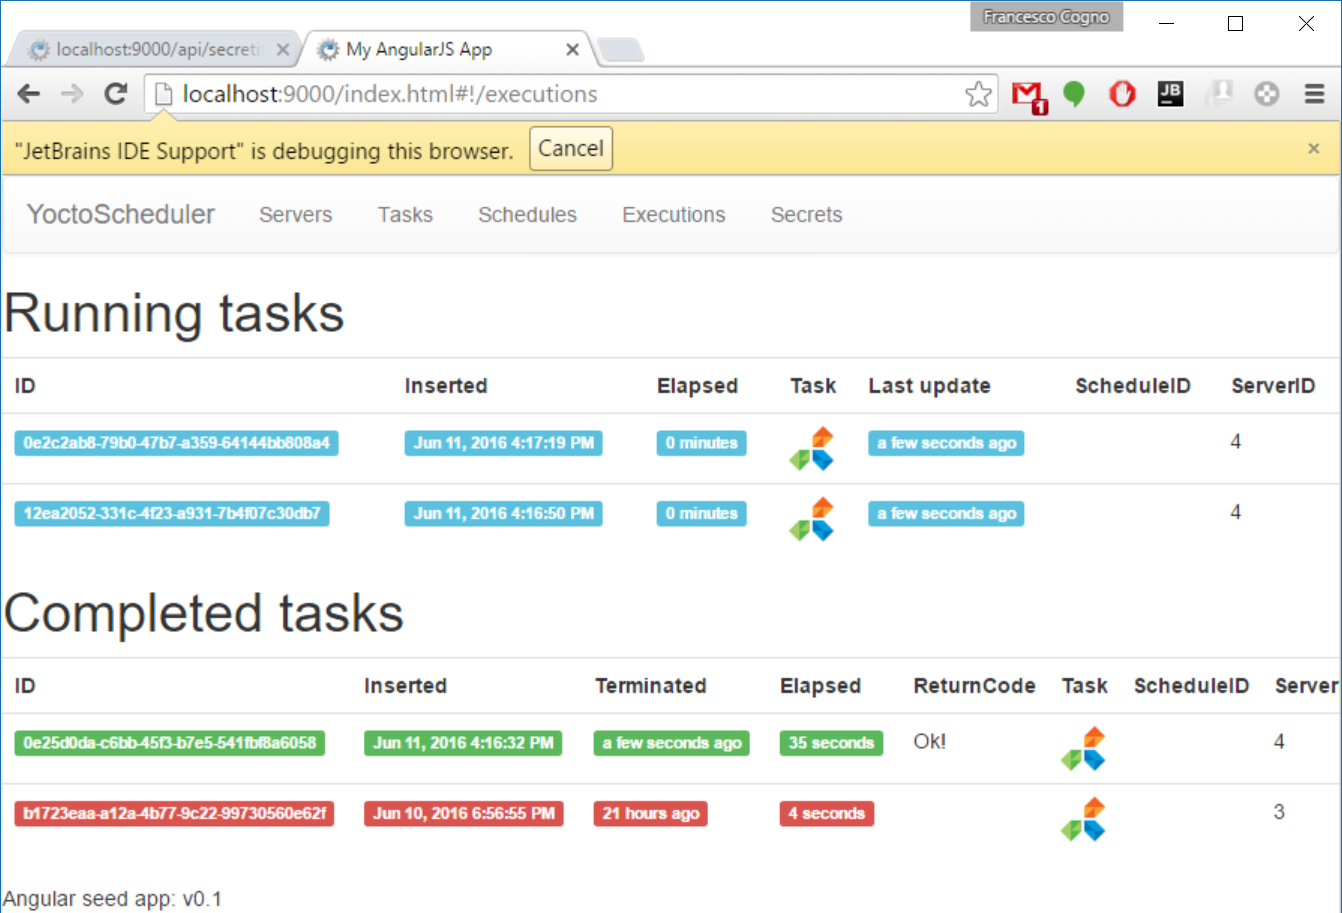 Francesco Cogno
localhost:9000/api/secreti
My AngularJS App
localhost:9000/index.html#!/executions
1
JB
"JetBrains IDE Support" is debugging this browser. Cancel
YoctoScheduler Servers Tasks Schedules Executions Secrets
Running tasks
ID Inserted Elapsed Task Last update ScheduleID ServerID
0e2c2ab8-79b0-47b7-a359-64144bb808a4 Jun 11, 2016 4:17:19 PM 0 minutes a few seconds ago 4
12ea2052-331c-4f23-a931-7b4f07c30db7 Jun 11, 2016 4:16:50 PM 0 minutes a few seconds ago 4
Completed tasks
ID Inserted Terminated Elapsed ReturnCode Task ScheduleID Server
0e25d0da-c6bb-45f3-b7e5-541fbf8a6058 Jun 11, 2016 4:16:32 PM a few seconds ago 35 seconds Ok! 4
b1723eaa-a12a-4b77-9c22-99730560e62f Jun 10, 2016 6:56:55 PM 21 hours ago 4 seconds 3
Angular seed app: v0.1